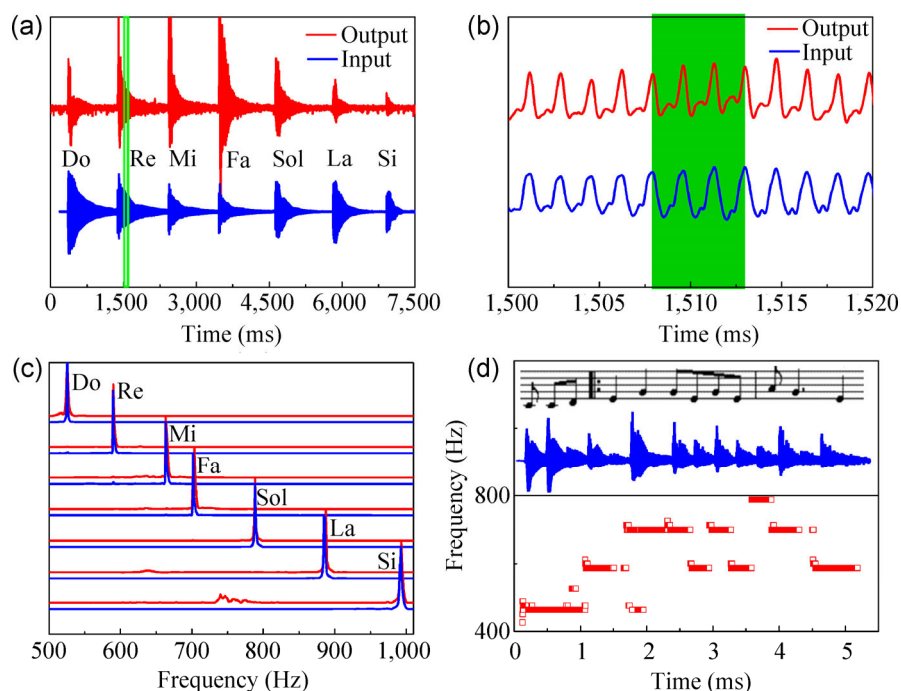 (a)
Output
Input
Do Re Mi Fa Sol La Si
0 1,500 3,000 4,500 6,000 7,500
Time (ms)
(b)
Output
Input
1,500 1,505 1,510 1,515 1,520
Time (ms)
(c)
Do
Re
Mi
Fa
Sol
La
Si
500 600 700 800 900 1,000
Frequency (Hz)
(d)
Frequency (Hz)
800
400
0 1 2 3 4 5
Time (ms)